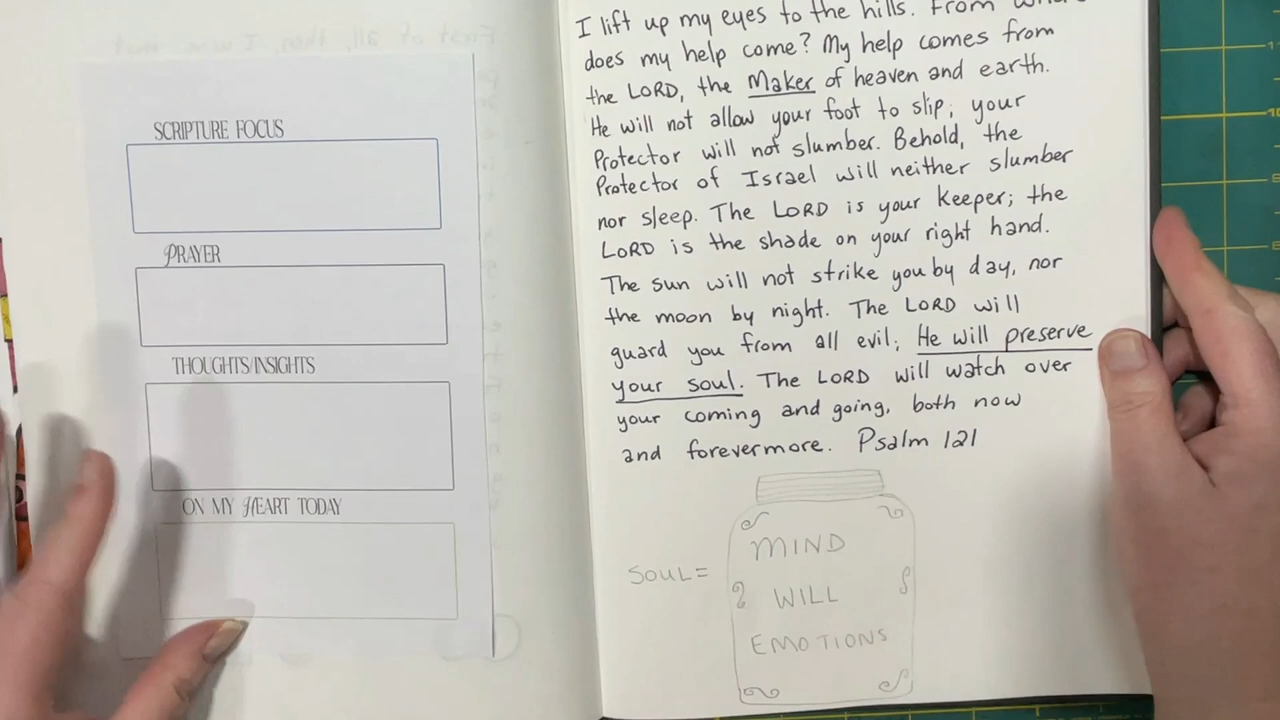 SCRIPTURE FOCUS
PRAYER
THOUGHTS/INSIGHTS
ON MY HEART TODAY
I lift up my eyes to the hills. From where
does my help come? My help comes from
the LORD, the Maker of heaven and earth.
He will not allow your foot to slip; your
Protector will not slumber. Behold, the
Protector of Israel will neither slumber
nor sleep. The LORD is your keeper; the
LORD is the shade on your right hand.
The sun will not strike you by day, nor
the moon by night. The LORD will
guard you from all evil; He will preserve
your soul. The LORD will watch over
your coming and going, both now
and forevermore. Psalm 121
SOUL=
MIND
WILL
EMOTIONS